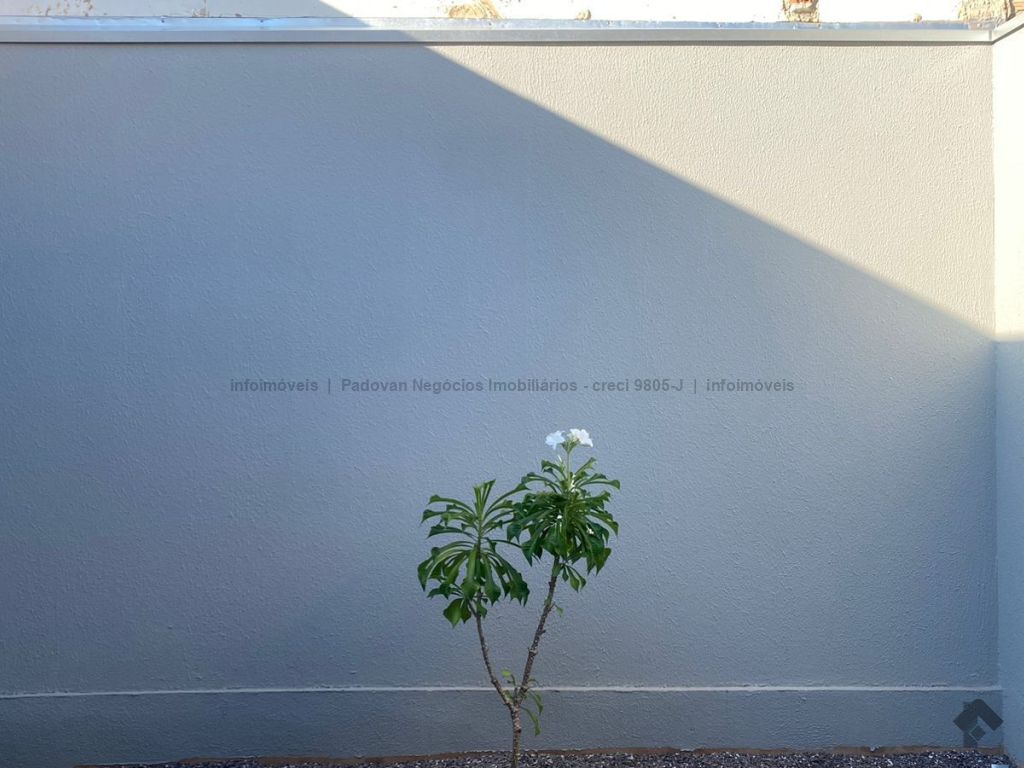 infoimóveis | Padovan Negócios Imobiliários - creci 9805-J | infoimóveis